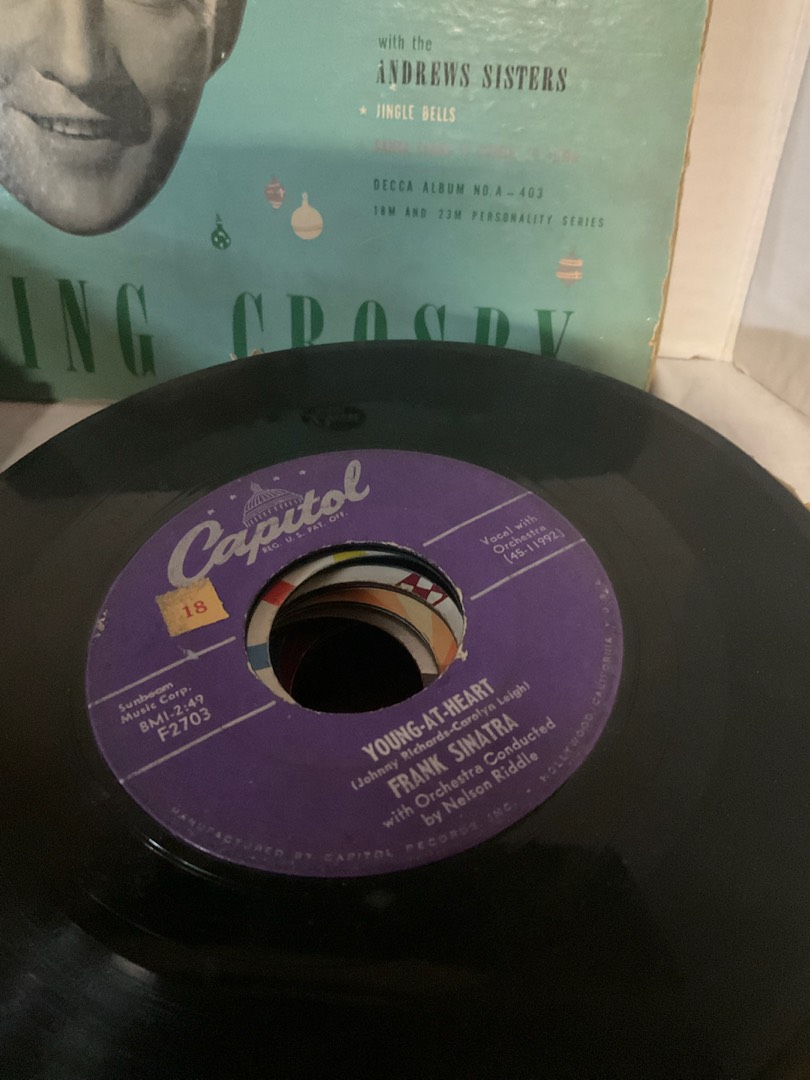 with the
ANDREWS SISTERS
★ JINGLE BELLS
DECCA ALBUM NO. A-403
18M AND 23M PERSONALITY SERIES
ING CROSBY
Capitol
REG. U.S. PAT. OFF.
Vocal with
Orchestra
(45-11992)
18
Sunbeam
Music Corp.
BMI-2:49
F2703
YOUNG-AT-HEART
(Johnny Richards-Carolyn Leigh)
FRANK SINATRA
with Orchestra Conducted
by Nelson Riddle
MANUFACTURED BY CAPITOL RECORDS, INC. • HOLLYWOOD, CALIFORNIA • U.S.A.